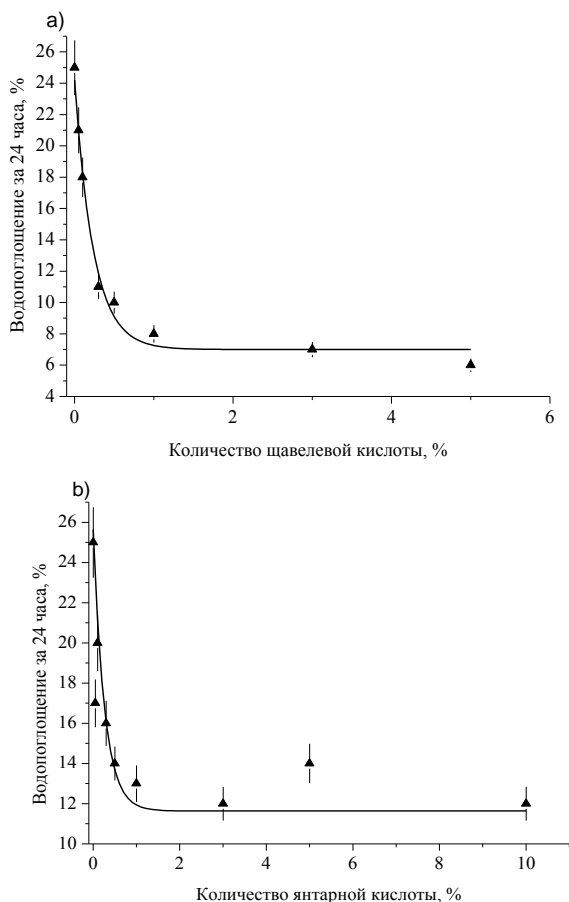 a)
26
24
22
20
18
16
14
12
10
8
6
4
Водопоглощение за 24 часа, %
0 2 4 6
Количество щавелевой кислоты, %
b)
26
24
22
20
18
16
14
12
10
Водопоглощение за 24 часа, %
0 2 4 6 8 10
Количество янтарной кислоты, %